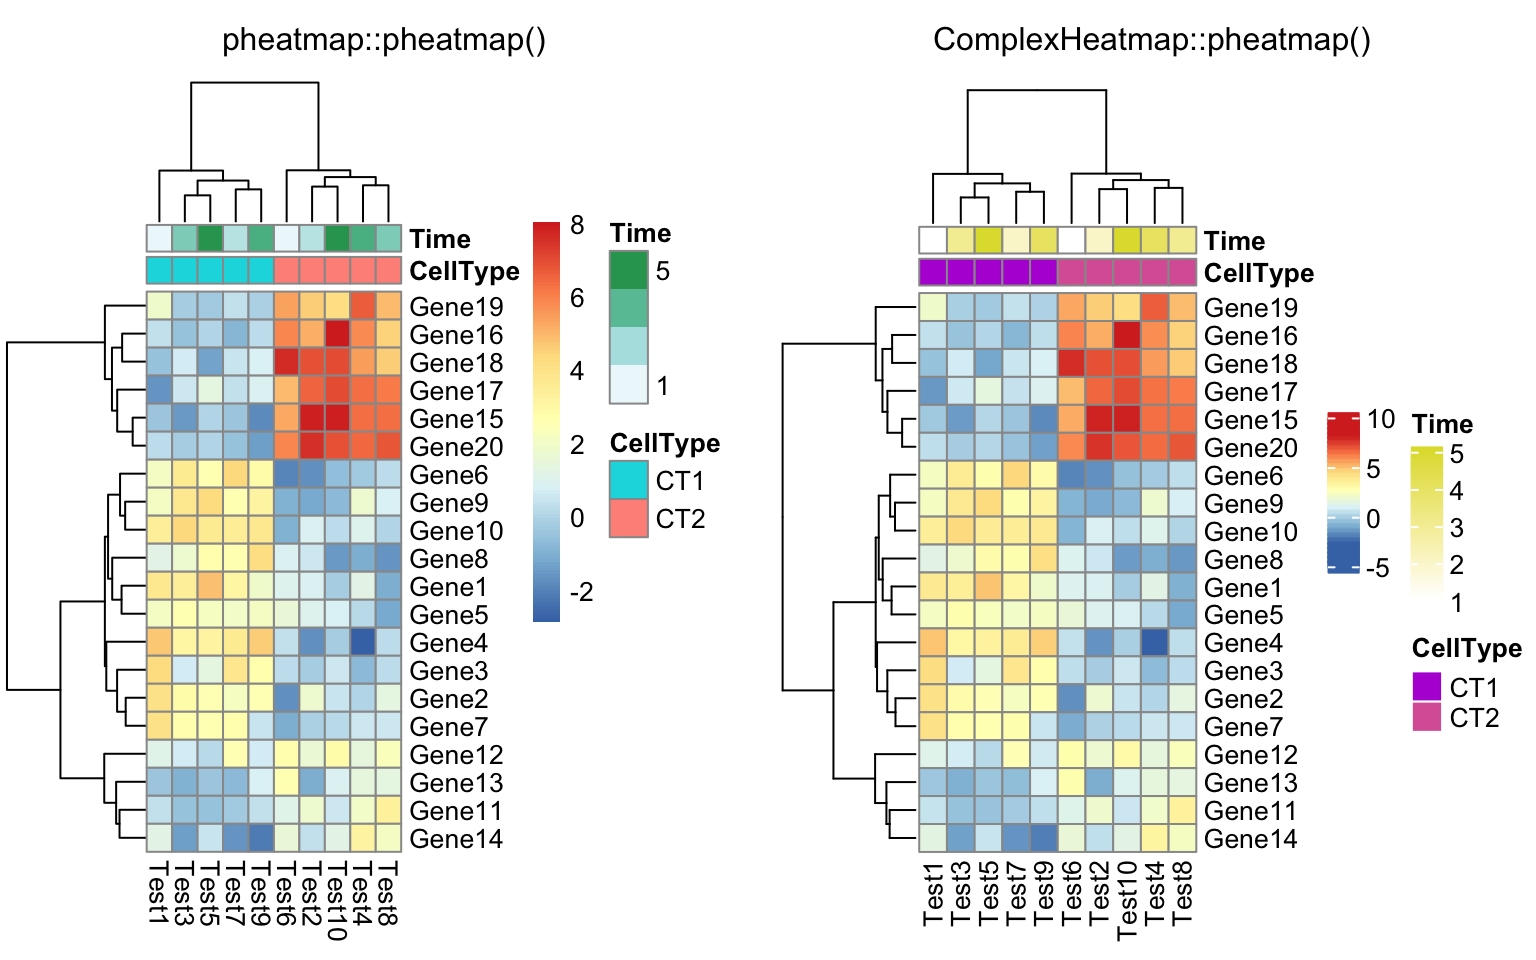 pheatmap::pheatmap()
Time
CellType
Gene19
Gene16
Gene18
Gene17
Gene15
Gene20
Gene6
Gene9
Gene10
Gene8
Gene1
Gene5
Gene4
Gene3
Gene2
Gene7
Gene12
Gene13
Gene11
Gene14
Test1
Test3
Test5
Test7
Test9
Test6
Test2
Test10
Test4
Test8
8
6
4
2
0
-2
Time
5
1
CellType
CT1
CT2
ComplexHeatmap::pheatmap()
Time
CellType
Gene19
Gene16
Gene18
Gene17
Gene15
Gene20
Gene6
Gene9
Gene10
Gene8
Gene1
Gene5
Gene4
Gene3
Gene2
Gene7
Gene12
Gene13
Gene11
Gene14
Test1
Test3
Test5
Test7
Test9
Test6
Test2
Test10
Test4
Test8
10
5
0
-5
Time
5
4
3
2
1
CellType
CT1
CT2